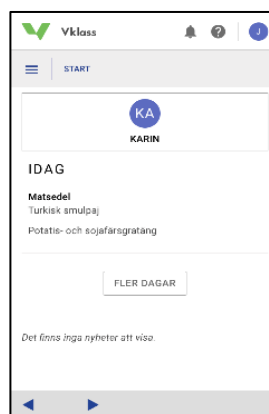 Vklass
J
START
KA
KARIN
IDAG
Matsedel
Turkisk smulpaj
Potatis- och sojafärsgratäng
FLER DAGAR
Det finns inga nyheter att visa.